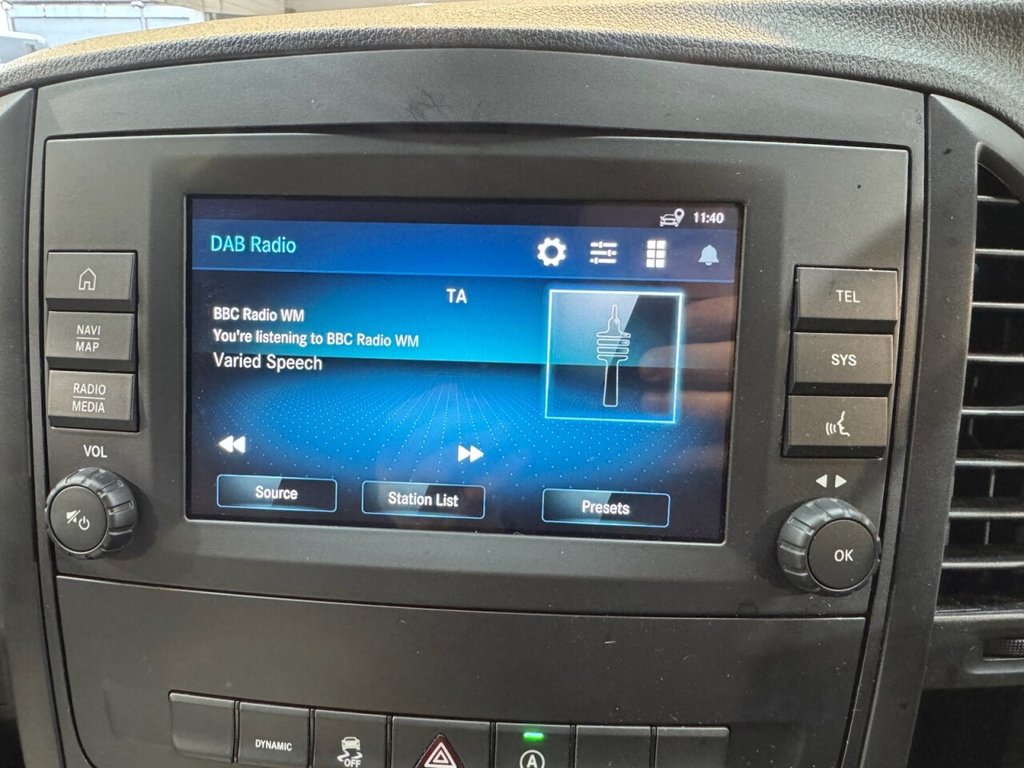 11:40
DAB Radio
TA
BBC Radio WM
You're listening to BBC Radio WM
Varied Speech
Source
Station List
Presets
NAVI
MAP
RADIO
MEDIA
VOL
TEL
SYS
OK
DYNAMIC
OFF
A